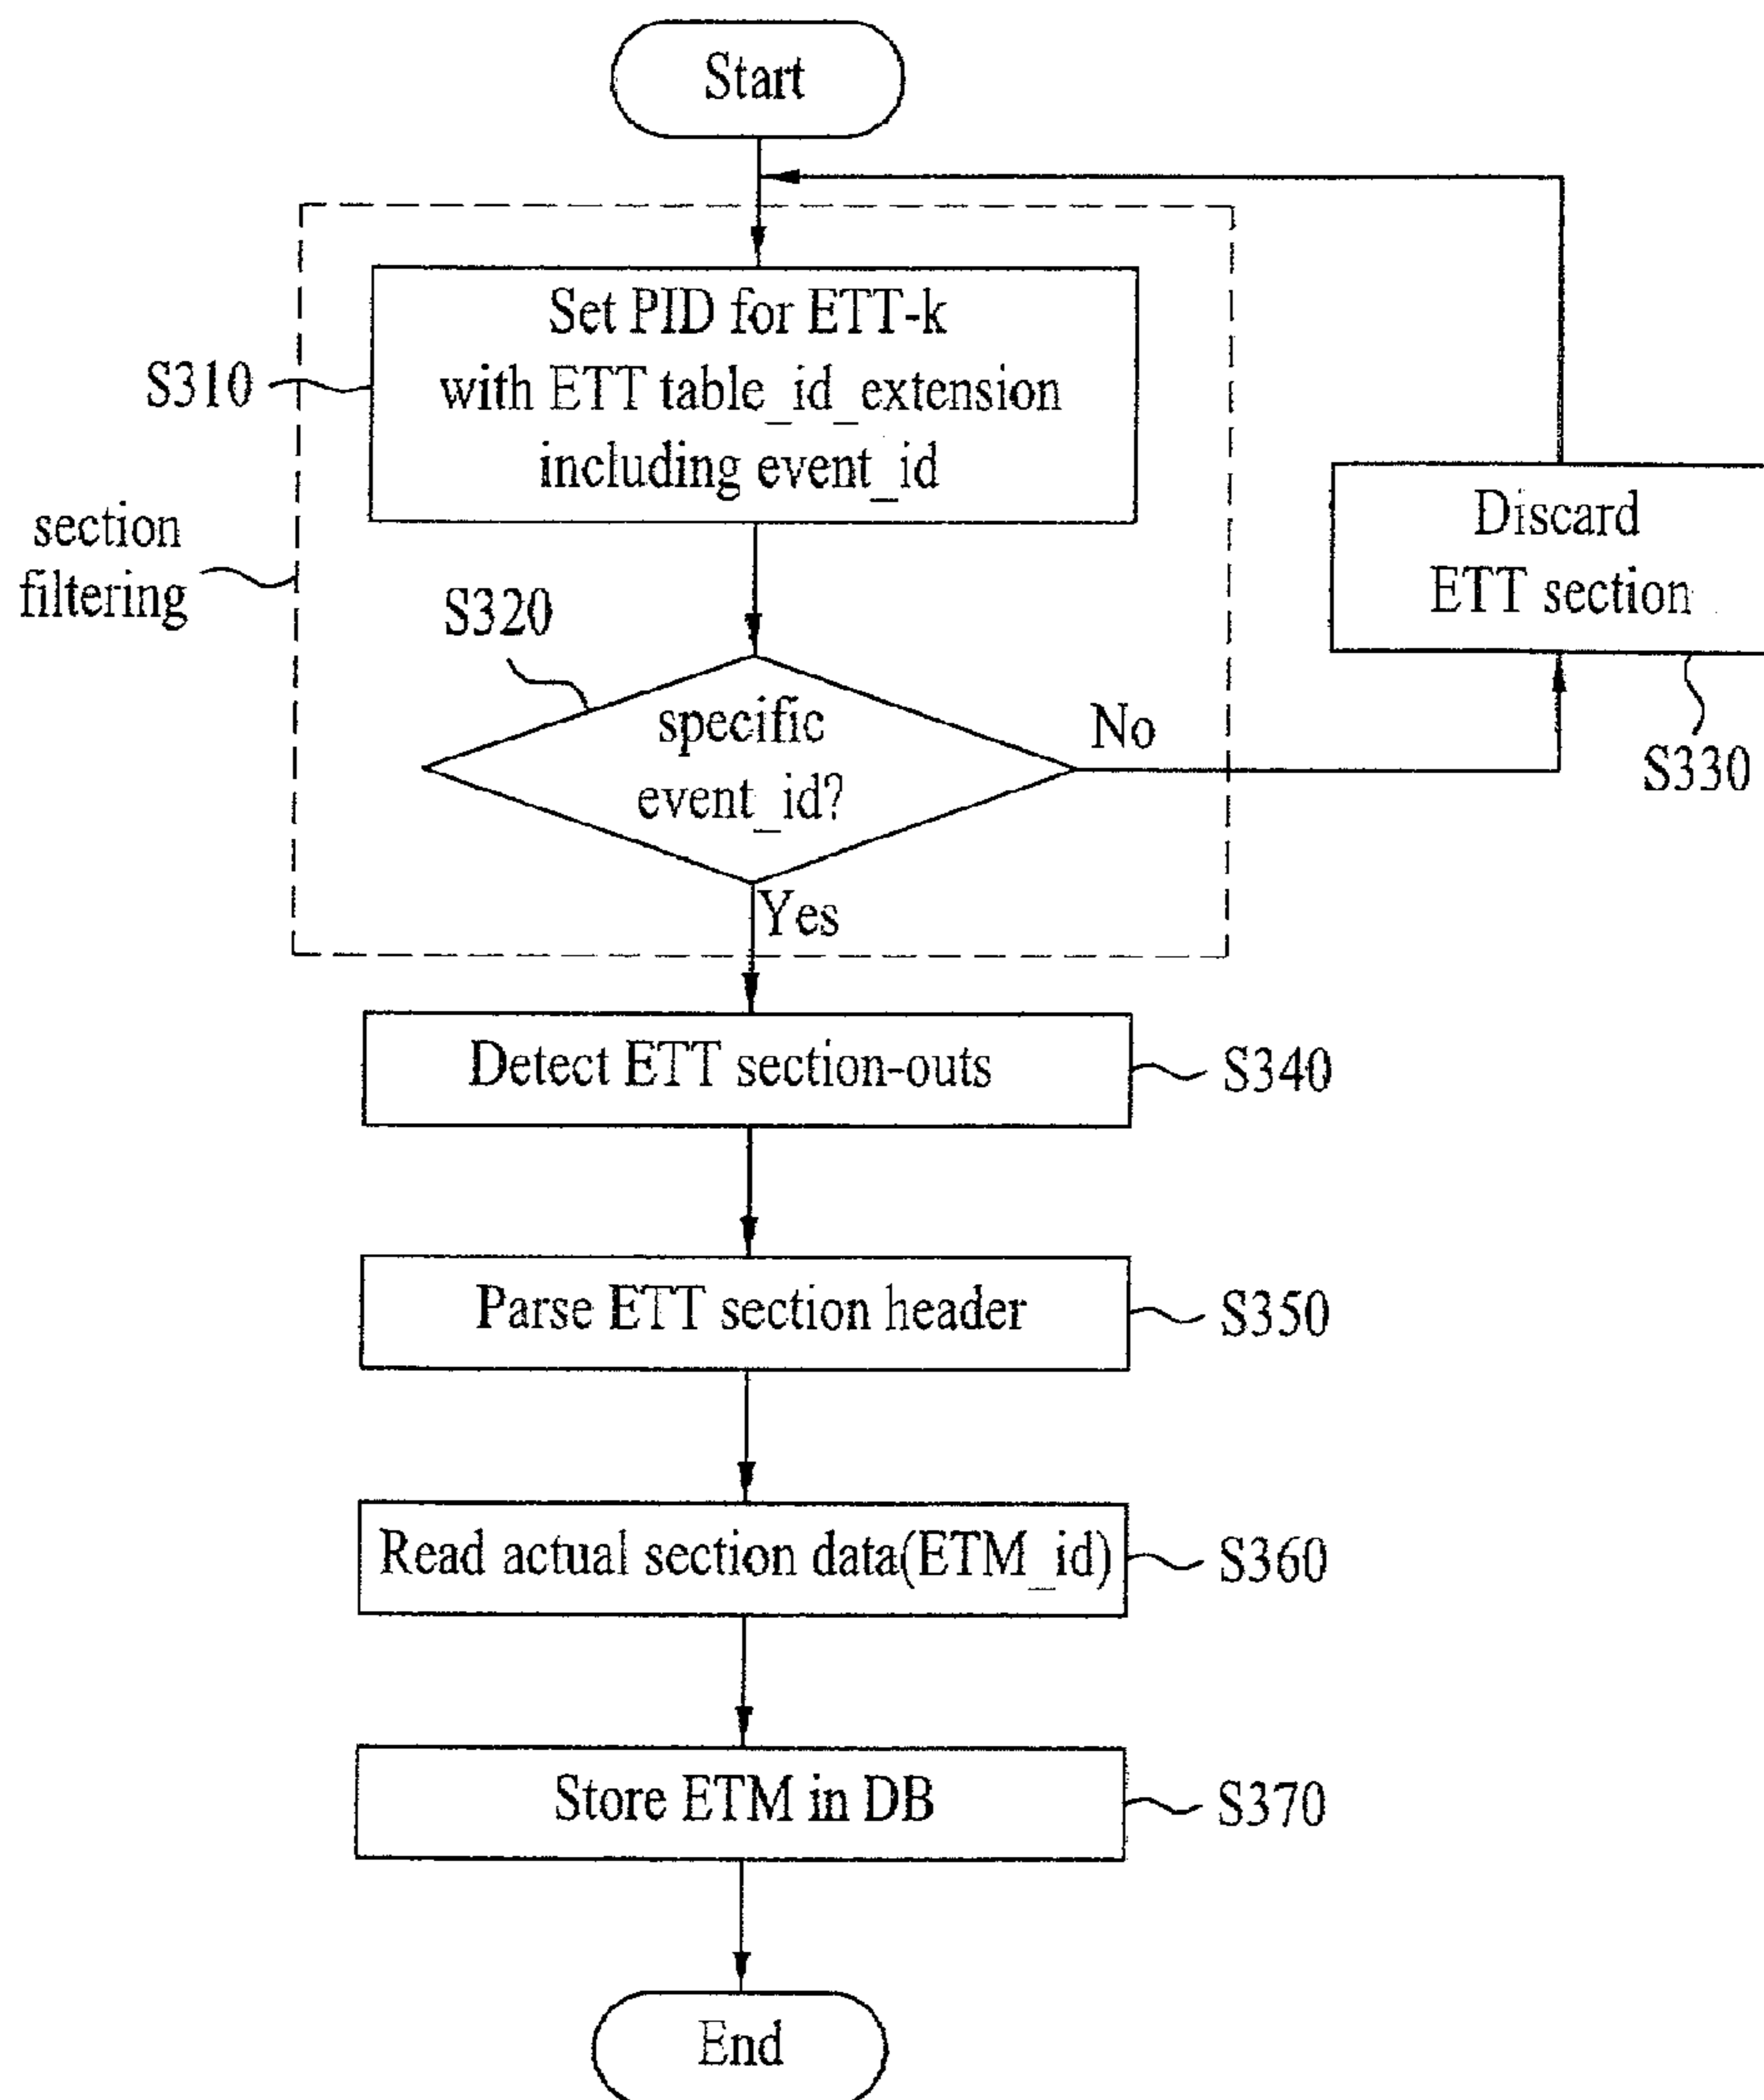 Start
Set PID for ETT-k
with ETT table_id_extension
including event_id
S310
section
filtering
Discard
ETT section
S330
S320
specific
event_id?
No
Yes
Detect ETT section-outs
S340
Parse ETT section header
S350
Read actual section data(ETM_id)
S360
Store ETM in DB
S370
End